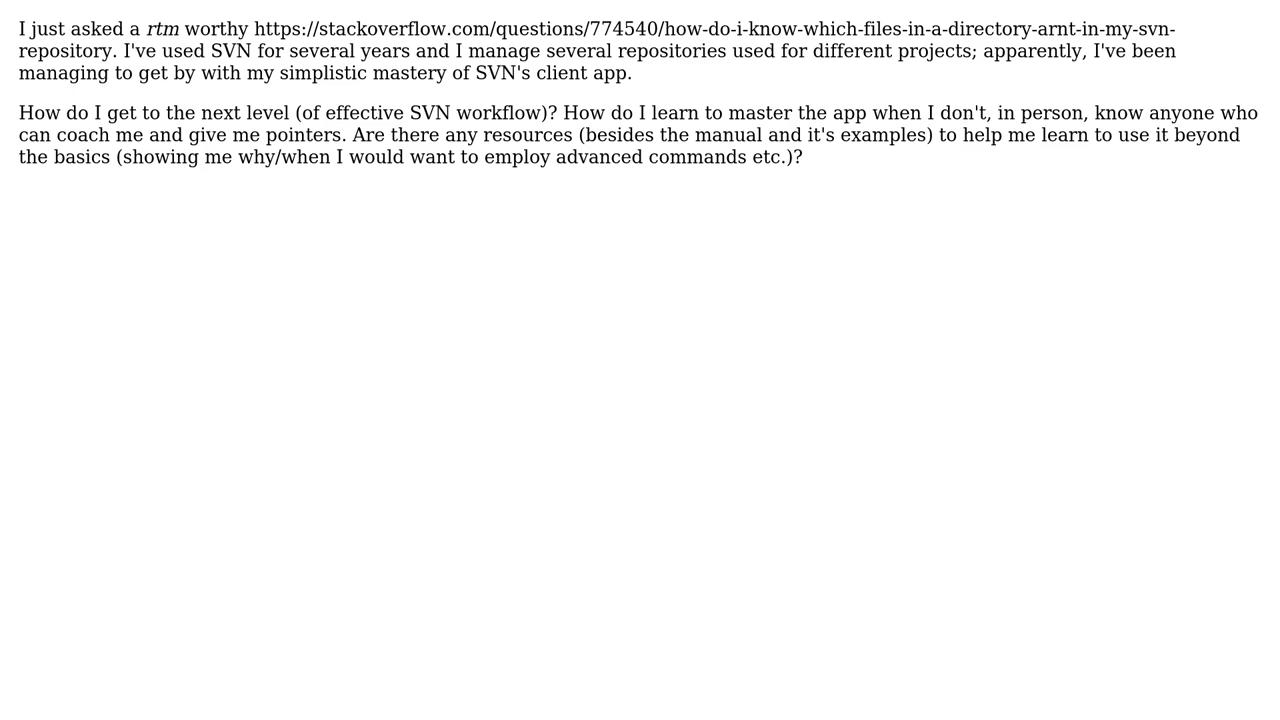 I just asked a rtm worthy https://stackoverflow.com/questions/774540/how-do-i-know-which-files-in-a-directory-arnt-in-my-svn-
repository. I've used SVN for several years and I manage several repositories used for different projects; apparently, I've been
managing to get by with my simplistic mastery of SVN's client app.
How do I get to the next level (of effective SVN workflow)? How do I learn to master the app when I don't, in person, know anyone who
can coach me and give me pointers. Are there any resources (besides the manual and it's examples) to help me learn to use it beyond
the basics (showing me why/when I would want to employ advanced commands etc.)?